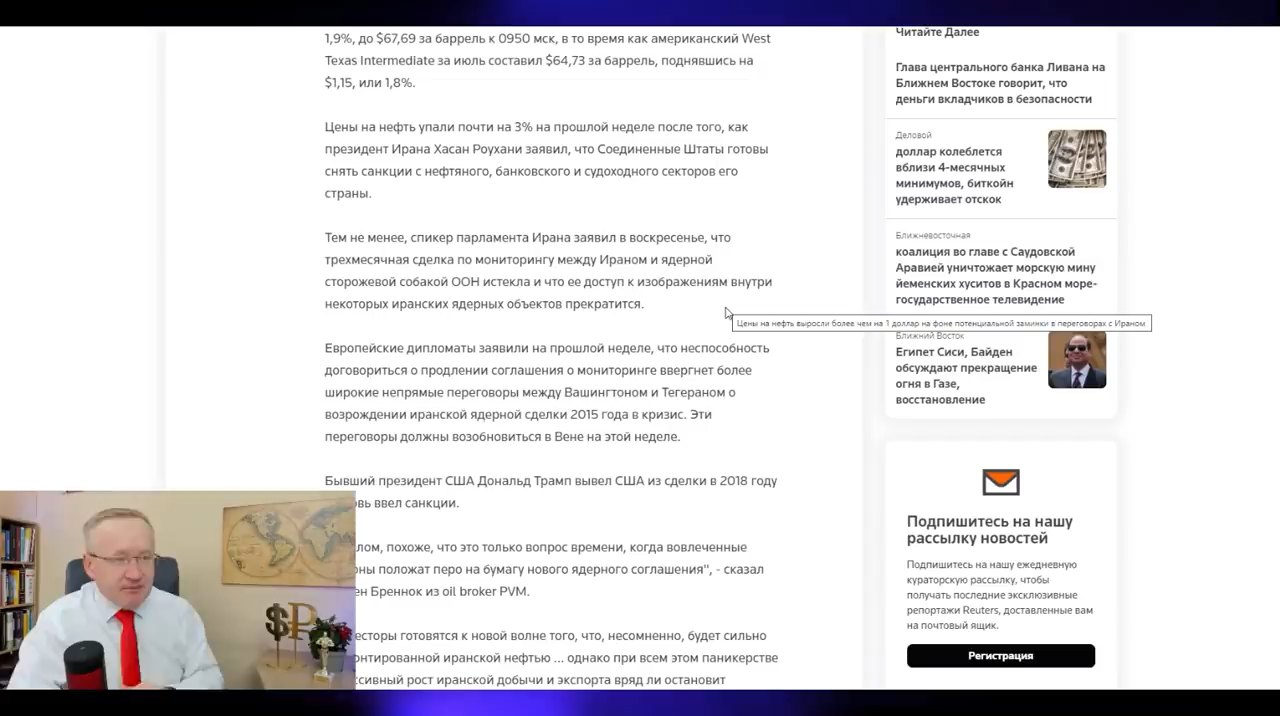 1,9%, до $67,69 за баррель к 0950 мск, в то время как американский West
Texas Intermediate за июль составил $64,73 за баррель, поднявшись на
$1,15, или 1,8%.
Цены на нефть упали почти на 3% на прошлой неделе после того, как
президент Ирана Хасан Роухани заявил, что Соединенные Штаты готовы
снять санкции с нефтяного, банковского и судоходного секторов его
страны.
Тем не менее, спикер парламента Ирана заявил в воскресенье, что
трехмесячная сделка по мониторингу между Ираном и ядерной
сторожевой собакой ООН истекла и что ее доступ к изображениям внутри
некоторых иранских ядерных объектов прекратится.
Европейские дипломаты заявили на прошлой неделе, что неспособность
договориться о продлении соглашения о мониторинге ввергнет более
широкие непрямые переговоры между Вашингтоном и Тегераном о
возрождении иранской ядерной сделки 2015 года в кризис. Эти
переговоры должны возобновиться в Вене на этой неделе.
Бывший президент США Дональд Трамп вывел США из сделки в 2018 году
ввел санкции.
похоже, что это только вопрос времени, когда вовлеченные
положат перо на бумагу нового ядерного соглашения", - сказал
Бреннок из oil broker PVM.
готовятся к новой волне того, что, несомненно, будет сильно
иранской нефтью ... однако при всем этом паникерстве
рост иранской добычи и экспорта вряд ли остановит
Читайте Далее
Глава центрального банка Ливана на
Ближнем Востоке говорит, что
деньги вкладчиков в безопасности
Деловой
доллар колеблется
вблизи 4-месячных
минимумов, биткойн
удерживает отскок
Ближневосточная
коалиция во главе с Саудовской
Аравией уничтожает морскую мину
йеменских хуситов в Красном море-
государственное телевидение
Цены на нефть выросли более чем на 1 доллар на фоне потенциальной заминки в переговорах с Ираном
Ближний Восток
Египет Сиси, Байден
обсуждают прекращение
огня в Газе,
восстановление
Подпишитесь на нашу
рассылку новостей
Подпишитесь на нашу ежедневную
кураторскую рассылку, чтобы
получать последние эксклюзивные
репортажи Reuters, доставленные вам
на почтовый ящик.
Регистрация